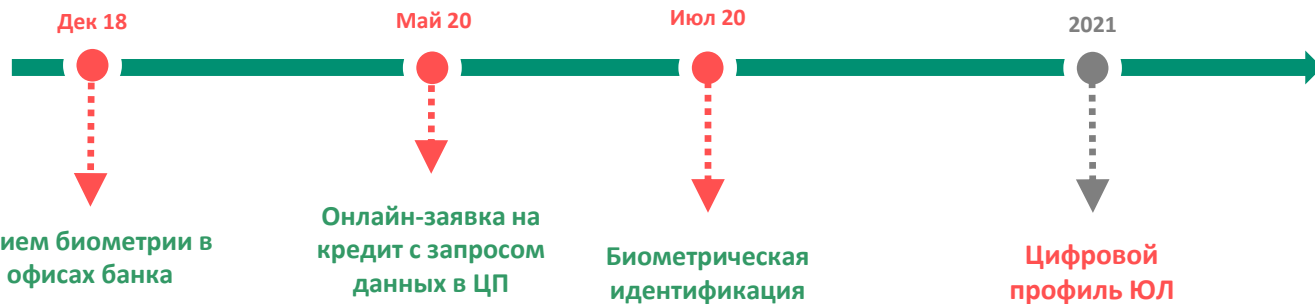 Дек 18
Май 20
Июл 20
2021
ием биометрии в
офисах банка
Онлайн-заявка на
кредит с запросом
данных в ЦП
Биометрическая
идентификация
Цифровой
профиль ЮЛ